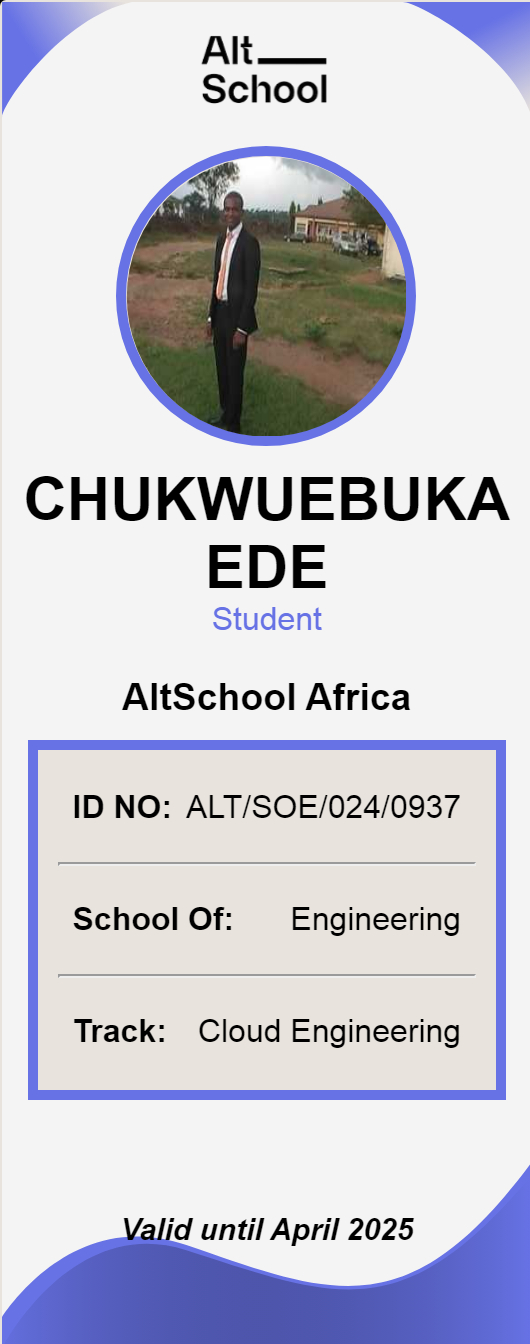 Alt
School
CHUKWUEBUKA
EDE
Student
AltSchool Africa
ID NO: ALT/SOE/024/0937
School Of: Engineering
Track: Cloud Engineering
Valid until April 2025